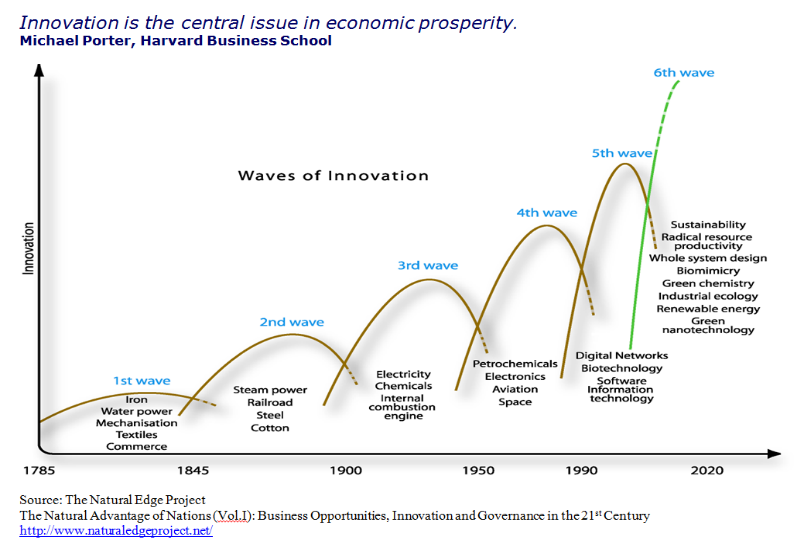 Innovation is the central issue in economic prosperity.
Michael Porter, Harvard Business School
6th wave
5th wave
Waves of Innovation
4th wave
3rd wave
2nd wave
1st wave
Innovation
Iron
Water power
Mechanisation
Textiles
Commerce
Steam power
Railroad
Steel
Cotton
Electricity
Chemicals
Internal
combustion
engine
Petrochemicals
Electronics
Aviation
Space
Digital Networks
Biotechnology
Software
Information
technology
Sustainability
Radical resource
productivity
Whole system design
Biomimicry
Green chemistry
Industrial ecology
Renewable energy
Green
nanotechnology
1785
1845
1900
1950
1990
2020
Source: The Natural Edge Project
The Natural Advantage of Nations (Vol.I): Business Opportunities, Innovation and Governance in the 21st Century
http://www.naturaledgeproject.net/